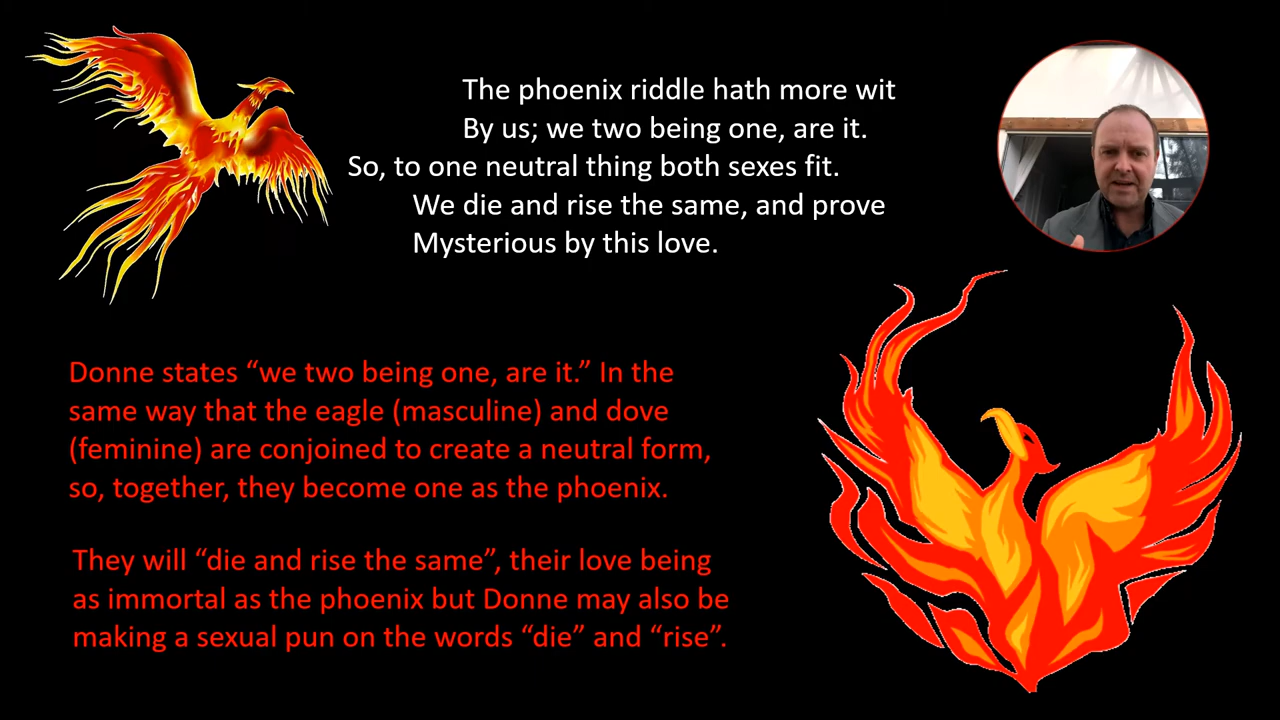 The phoenix riddle hath more wit
By us; we two being one, are it.
So, to one neutral thing both sexes fit.
We die and rise the same, and prove
Mysterious by this love.
Donne states “we two being one, are it.” In the
same way that the eagle (masculine) and dove
(feminine) are conjoined to create a neutral form,
so, together, they become one as the phoenix.
They will “die and rise the same”, their love being
as immortal as the phoenix but Donne may also be
making a sexual pun on the words “die” and “rise”.